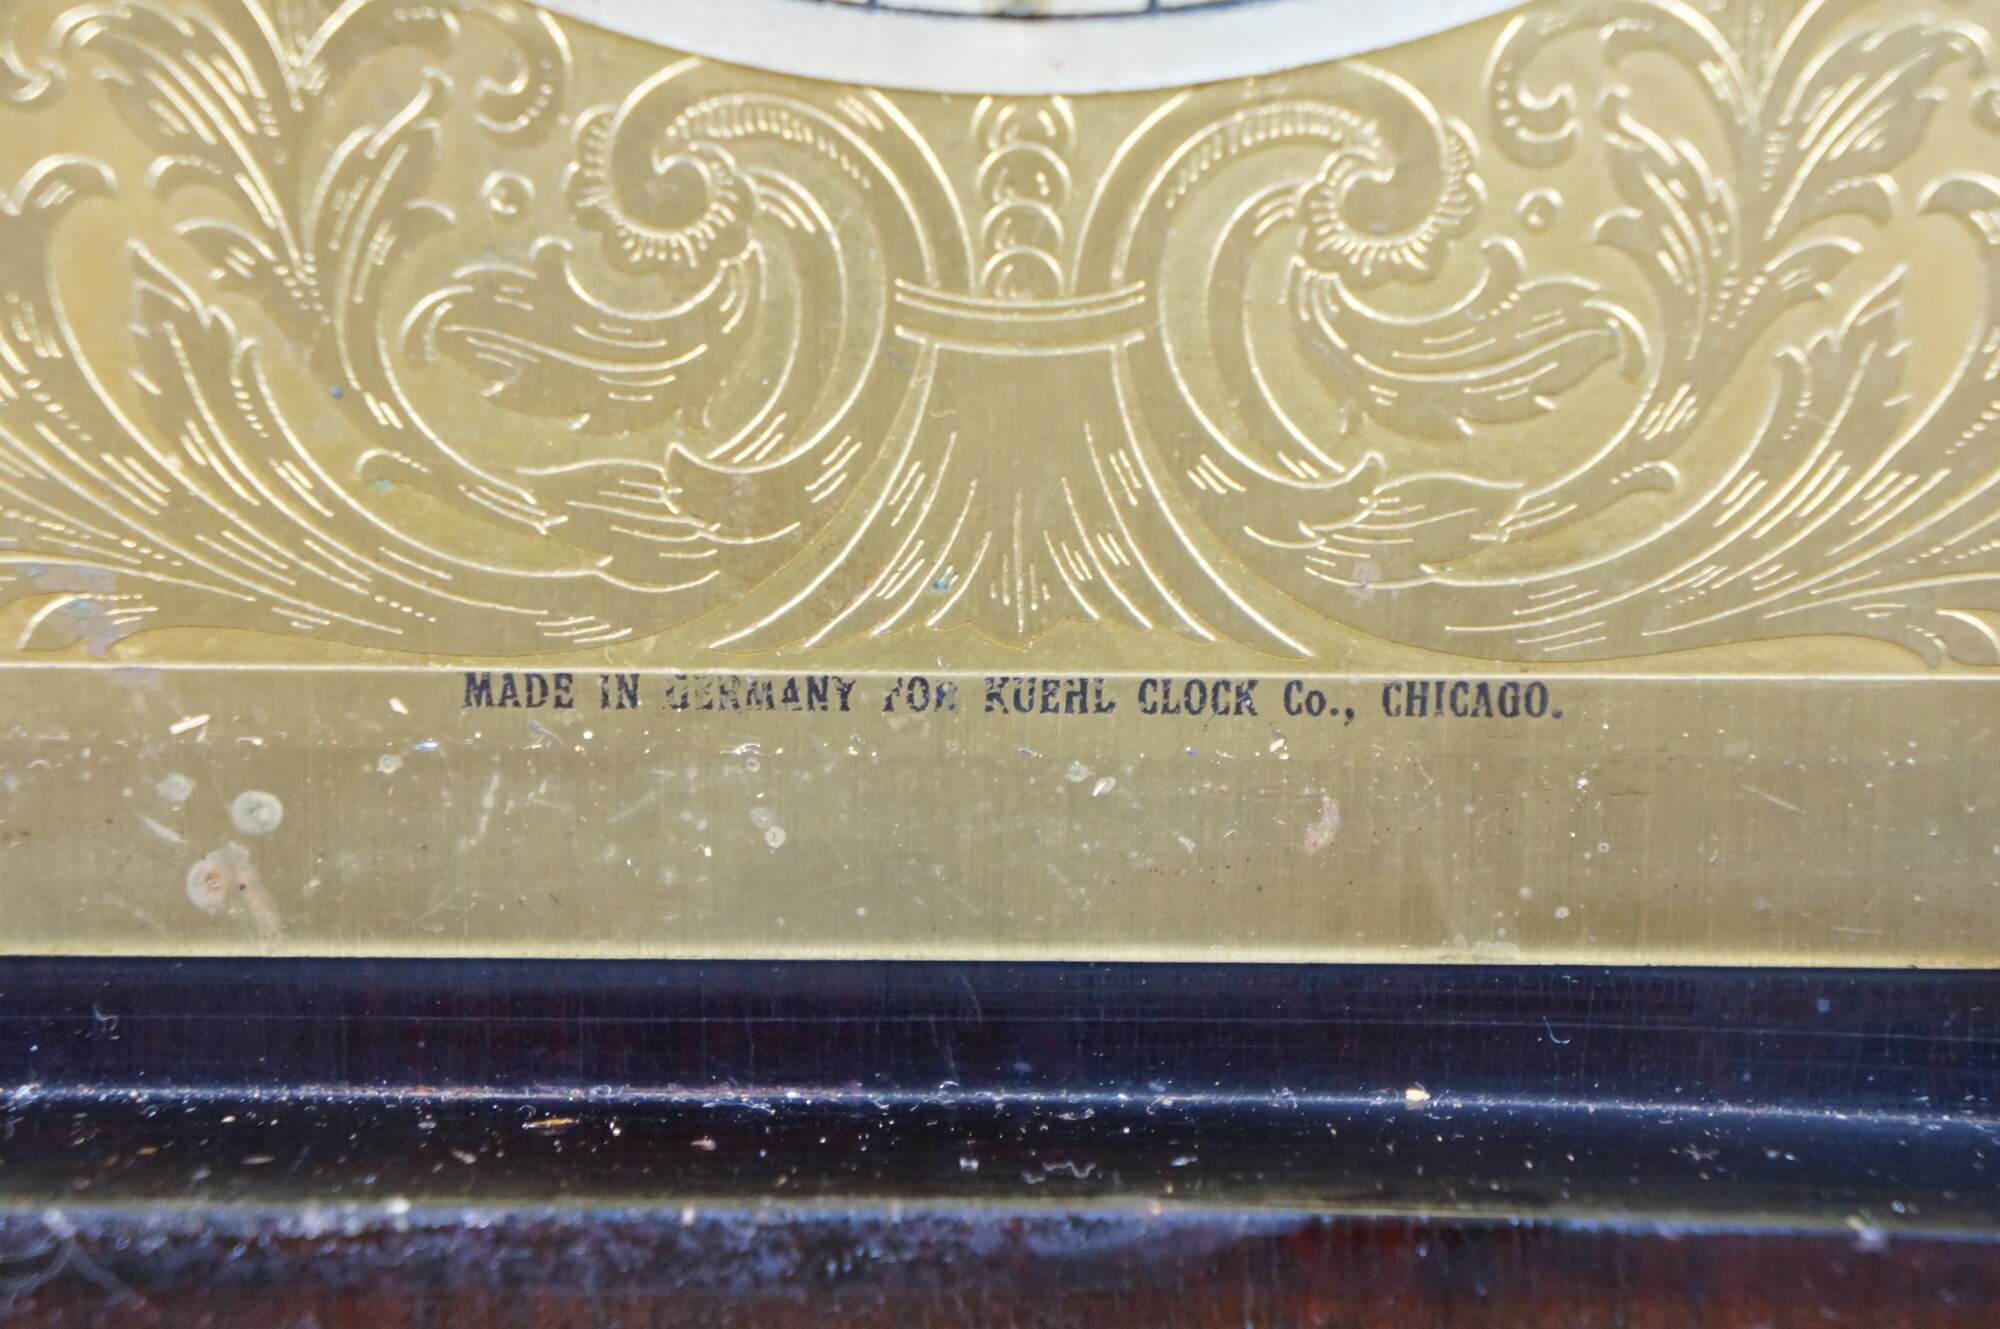 MADE IN GERMANY FOR KUEHL CLOCK Co., CHICAGO.